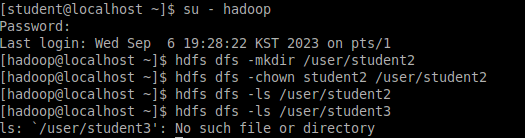 [student@localhost ~]$ su - hadoop
Password:
Last login: Wed Sep  6 19:28:22 KST 2023 on pts/1
[hadoop@localhost ~]$ hdfs dfs -mkdir /user/student2
[hadoop@localhost ~]$ hdfs dfs -chown student2 /user/student2
[hadoop@localhost ~]$ hdfs dfs -ls /user/student2
[hadoop@localhost ~]$ hdfs dfs -ls /user/student3
ls: `/user/student3': No such file or directory